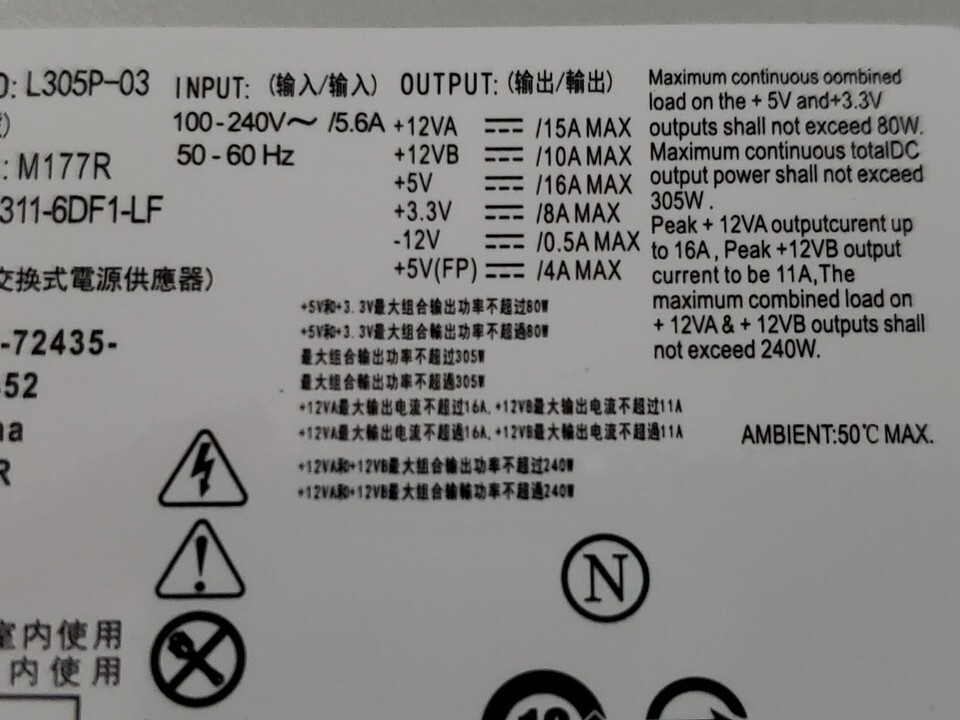 O: L305P-03
: M177R
311-6DF1-LF
交换式電源供應器)
-72435-
52
na
R
INPUT: (输入/输入)
100-240V～ /5.6A
50-60 Hz
OUTPUT: (输出/輸出)
+12VA ⎓ /15A MAX
+12VB ⎓ /10A MAX
+5V ⎓ /16A MAX
+3.3V ⎓ /8A MAX
-12V ⎓ /0.5A MAX
+5V(FP) ⎓ /4A MAX
Maximum continuous oombined
load on the + 5V and+3.3V
outputs shall not exceed 80W.
Maximum continuous totalDC
output power shall not exceed
305W .
Peak + 12VA outputcurent up
to 16A , Peak +12VB output
current to be 11A,The
maximum combined load on
+ 12VA & + 12VB outputs shall
not exceed 240W.
+5V和+3.3V最大组合输出功率不超过80W
+5V和+3.3V最大組合輸出功率不超過80W
最大组合输出功率不超过305W
最大組合輸出功率不超過305W
+12VA最大输出电流不超过16A,+12VB最大输出电流不超过11A
+12VA最大輸出电流不超過16A,+12VB最大輸出电流不超過11A
+12VA和+12VB最大组合输出功率不超过240W
+12VA和+12VB最大組合輸輸功率不超過240W
AMBIENT:50℃ MAX.
N
室内使用
内使用
10